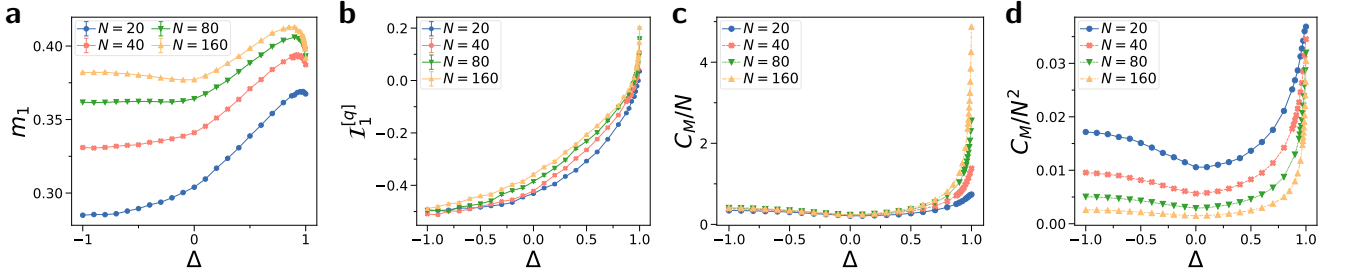 a
N = 20
N = 40
N = 80
N = 160
0.40
0.35
0.30
m₁
−1
0
1
Δ
b
N = 20
N = 40
N = 80
N = 160
0.2
0.0
−0.2
−0.4
ℐ₁^[q]
−1.0
−0.5
0.0
0.5
1.0
Δ
c
N = 20
N = 40
N = 80
N = 160
4
2
0
C_M/N
−1.0
−0.5
0.0
0.5
1.0
Δ
d
N = 20
N = 40
N = 80
N = 160
0.03
0.02
0.01
0.00
C_M/N²
−1.0
−0.5
0.0
0.5
1.0
Δ